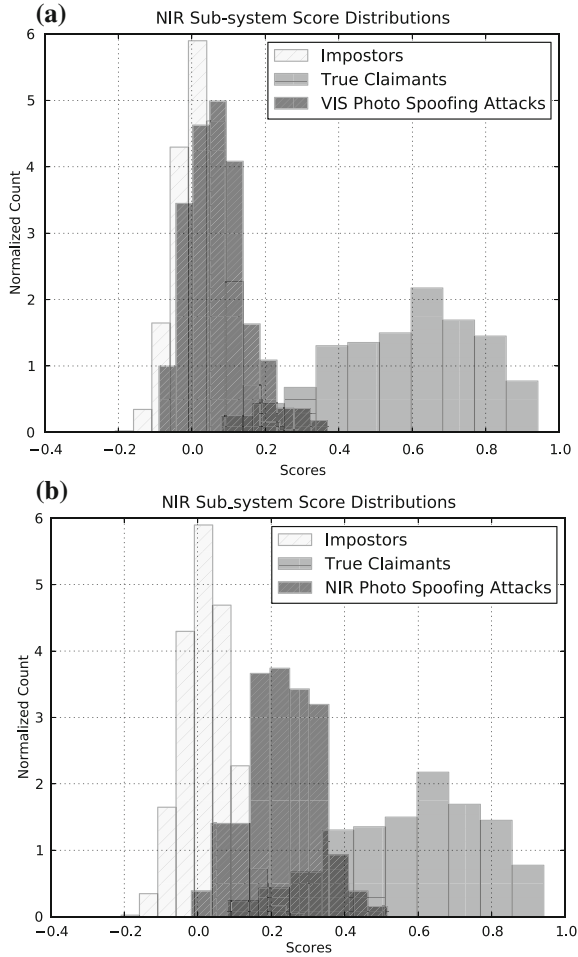 (a)
NIR Sub-system Score Distributions
Impostors
True Claimants
VIS Photo Spoofing Attacks
Normalized Count
6
5
4
3
2
1
0
−0.4 −0.2 0.0 0.2 0.4 0.6 0.8 1.0
Scores
(b)
NIR Sub-system Score Distributions
Impostors
True Claimants
NIR Photo Spoofing Attacks
Normalized Count
6
5
4
3
2
1
0
−0.4 −0.2 0.0 0.2 0.4 0.6 0.8 1.0
Scores